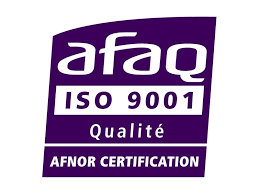 afaq
ISO 9001
Qualité
AFNOR CERTIFICATION